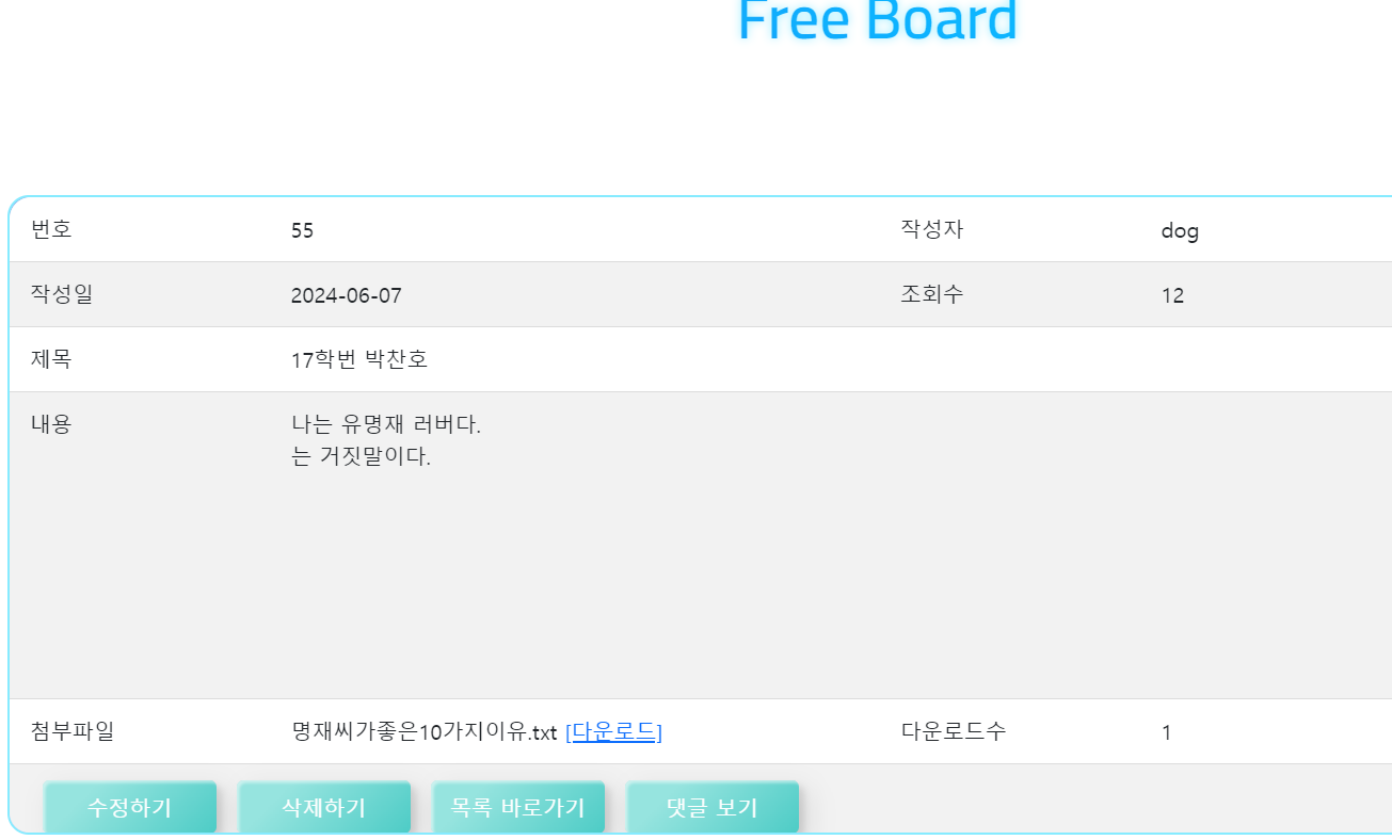 Free Board
번호 55 작성자 dog
작성일 2024-06-07 조회수 12
제목 17학번 박찬호
내용 나는 유명재 러버다.
는 거짓말이다.
첨부파일 명재씨가좋은10가지이유.txt [다운로드] 다운로드수 1
수정하기 삭제하기 목록 바로가기 댓글 보기